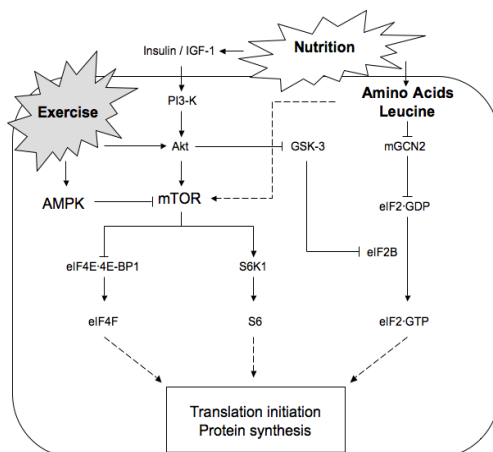 Nutrition
Insulin / IGF-1
Exercise
PI3-K
Amino Acids
Leucine
Akt
GSK-3
mGCN2
AMPK
mTOR
eIF2·GDP
eIF4E·4E-BP1
S6K1
eIF2B
eIF4F
S6
eIF2·GTP
Translation initiation
Protein synthesis